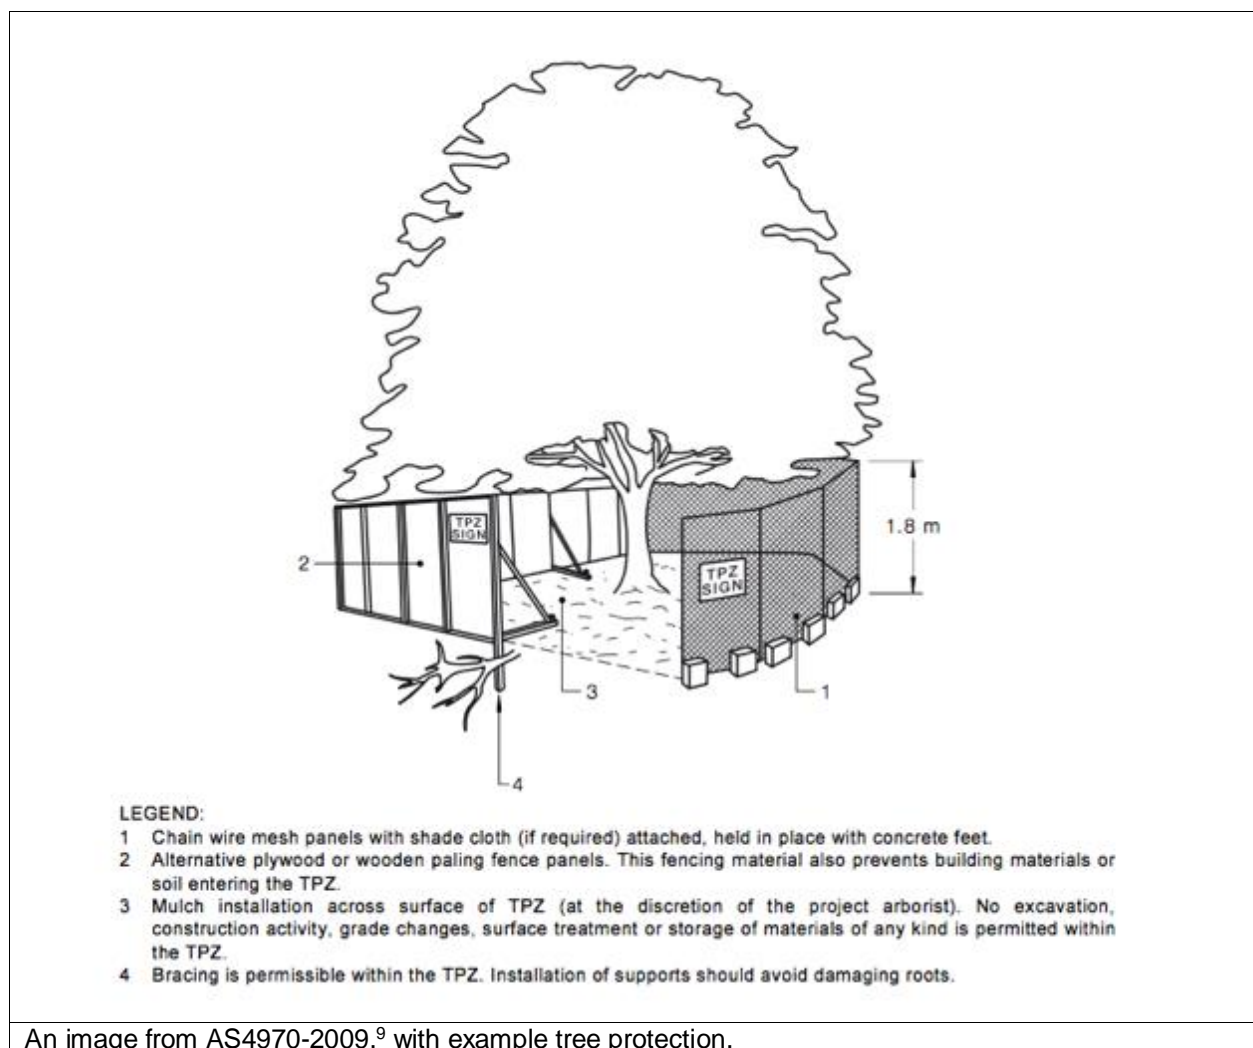 TPZ
SIGN
1.8 m
2
TPZ
SIGN
3
1
4
LEGEND:
1 Chain wire mesh panels with shade cloth (if required) attached, held in place with concrete feet.
2 Alternative plywood or wooden paling fence panels. This fencing material also prevents building materials or
soil entering the TPZ.
3 Mulch installation across surface of TPZ (at the discretion of the project arborist). No excavation,
construction activity, grade changes, surface treatment or storage of materials of any kind is permitted within
the TPZ.
4 Bracing is permissible within the TPZ. Installation of supports should avoid damaging roots.
An image from AS4970-2009,⁹ with example tree protection.